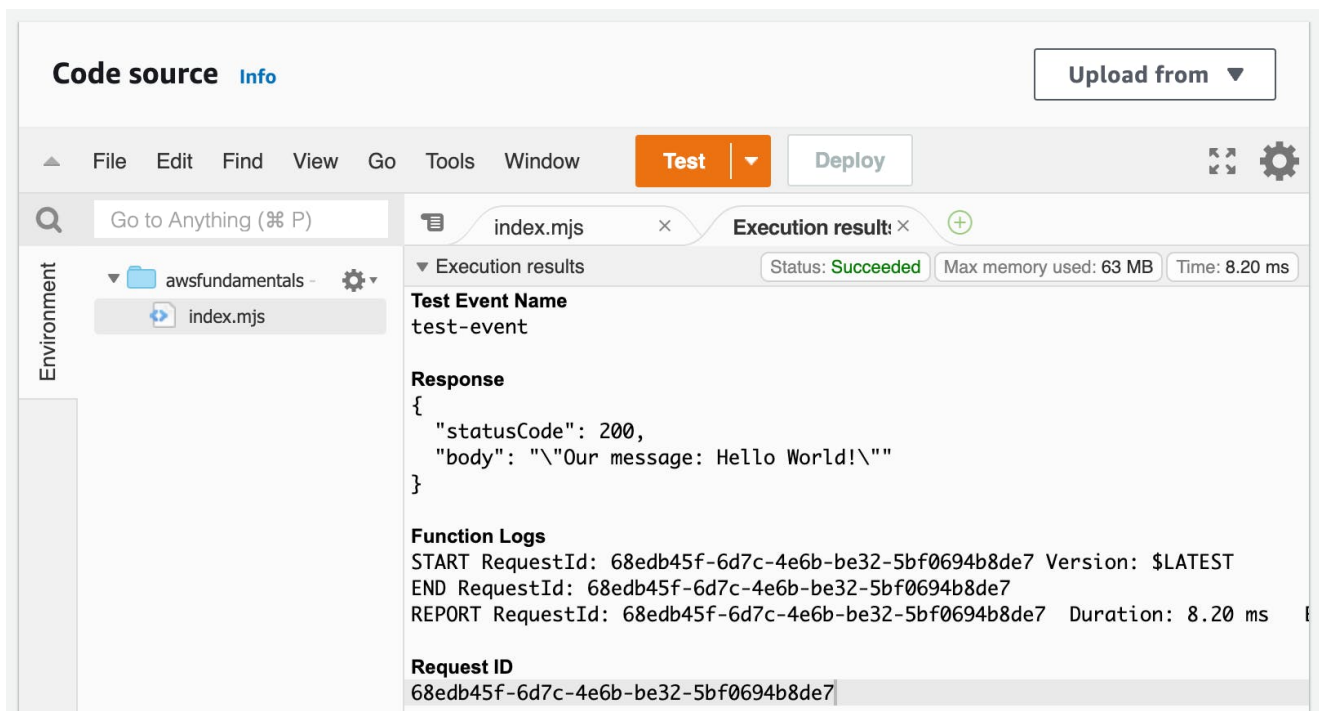 Code source Info
Upload from
File Edit Find View Go Tools Window Test Deploy
Go to Anything (⌘ P)
index.mjs
Execution results
Environment
awsfundamentals -
index.mjs
Execution results
Status: Succeeded Max memory used: 63 MB Time: 8.20 ms
Test Event Name
test-event
Response
{
"statusCode": 200,
"body": "\"Our message: Hello World!\""
}
Function Logs
START RequestId: 68edb45f-6d7c-4e6b-be32-5bf0694b8de7 Version: $LATEST
END RequestId: 68edb45f-6d7c-4e6b-be32-5bf0694b8de7
REPORT RequestId: 68edb45f-6d7c-4e6b-be32-5bf0694b8de7 Duration: 8.20 ms
Request ID
68edb45f-6d7c-4e6b-be32-5bf0694b8de7